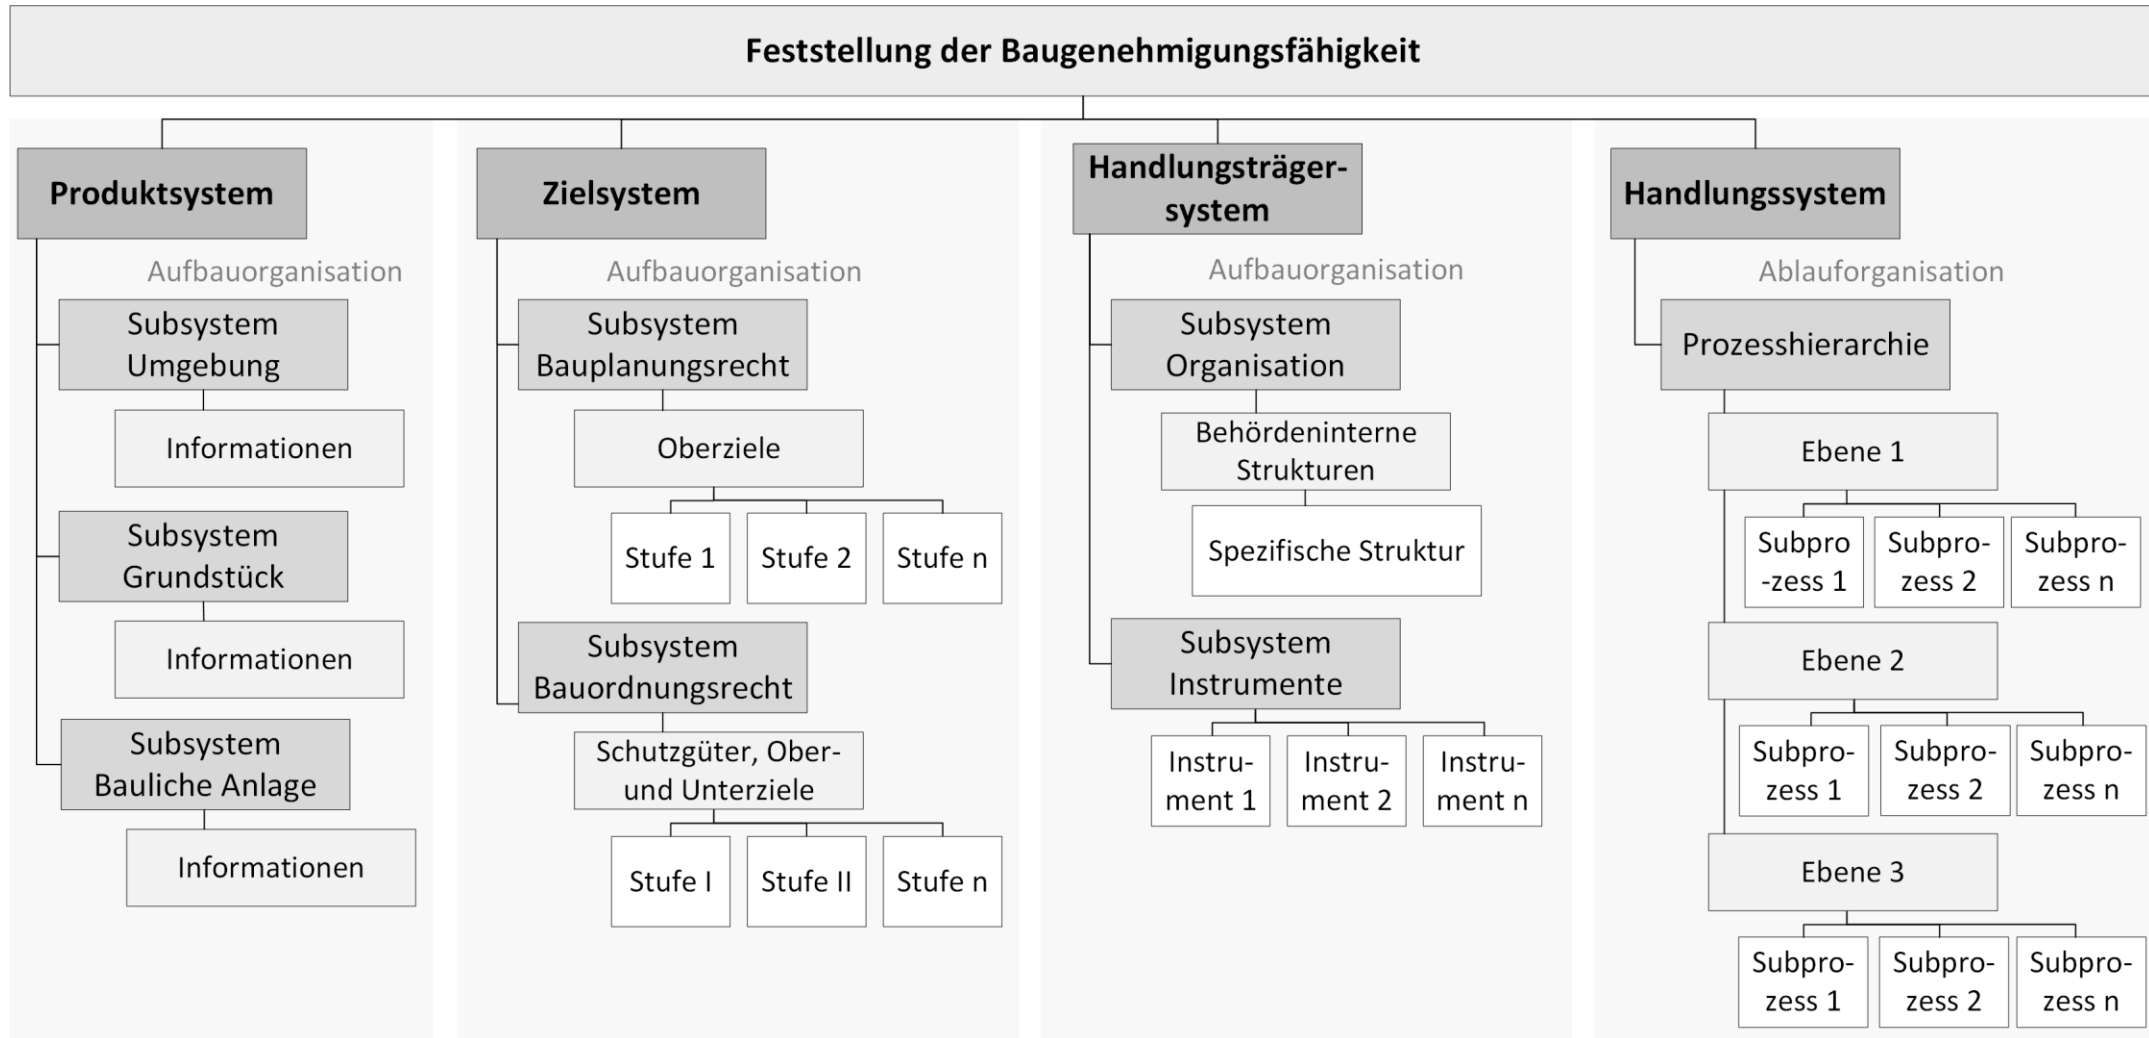 Feststellung der Baugenehmigungsfähigkeit
Produktsystem
Aufbauorganisation
Subsystem
Umgebung
Informationen
Subsystem
Grundstück
Informationen
Subsystem
Bauliche Anlage
Informationen
Zielsystem
Aufbauorganisation
Subsystem
Bauplanungsrecht
Oberziele
Stufe 1
Stufe 2
Stufe n
Subsystem
Bauordnungsrecht
Schutzgüter, Ober-
und Unterziele
Stufe I
Stufe II
Stufe n
Handlungsträger-
system
Aufbauorganisation
Subsystem
Organisation
Behördeninterne
Strukturen
Spezifische Struktur
Subsystem
Instrumente
Instru-
ment 1
Instru-
ment 2
Instru-
ment n
Handlungssystem
Ablauforganisation
Prozesshierarchie
Ebene 1
Subpro
-zess 1
Subpro-
zess 2
Subpro-
zess n
Ebene 2
Subpro-
zess 1
Subpro-
zess 2
Subpro-
zess n
Ebene 3
Subpro-
zess 1
Subpro-
zess 2
Subpro-
zess n